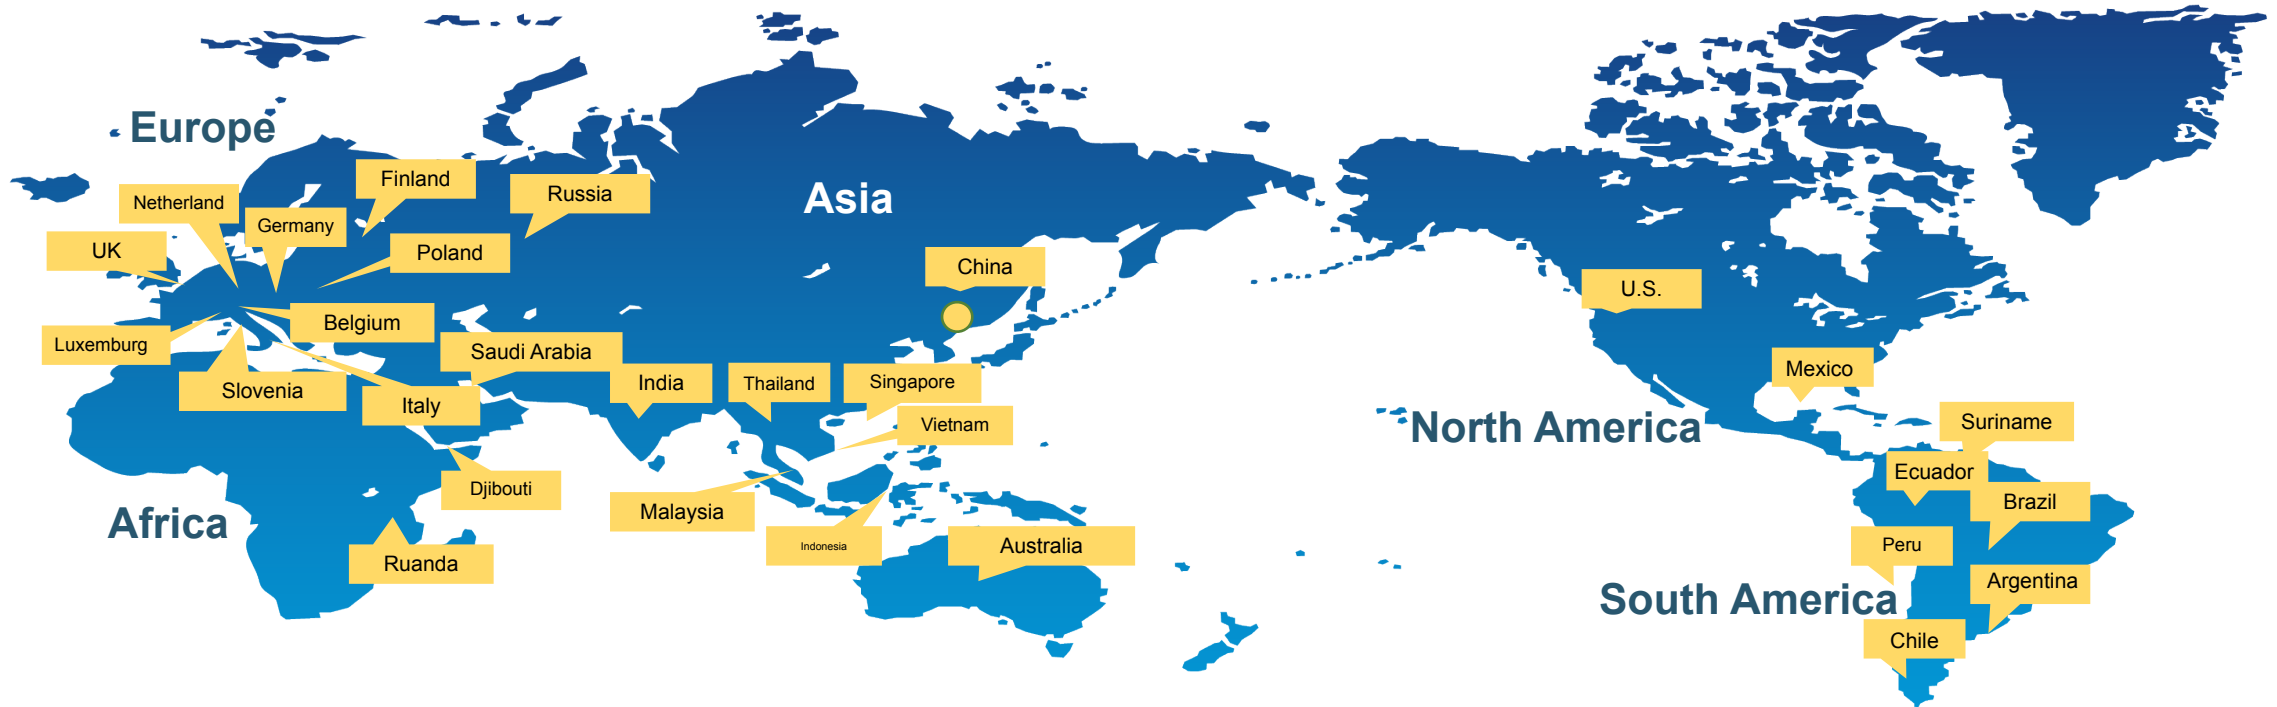 Europe
Finland
Russia
Asia
Netherland
Germany
UK
Poland
China
U.S.
Belgium
Luxemburg
Saudi Arabia
Slovenia
Italy
India
Thailand
Singapore
Mexico
Vietnam
North America
Suriname
Ecuador
Djibouti
Brazil
Africa
Malaysia
Indonesia
Australia
Peru
Ruanda
Argentina
South America
Chile